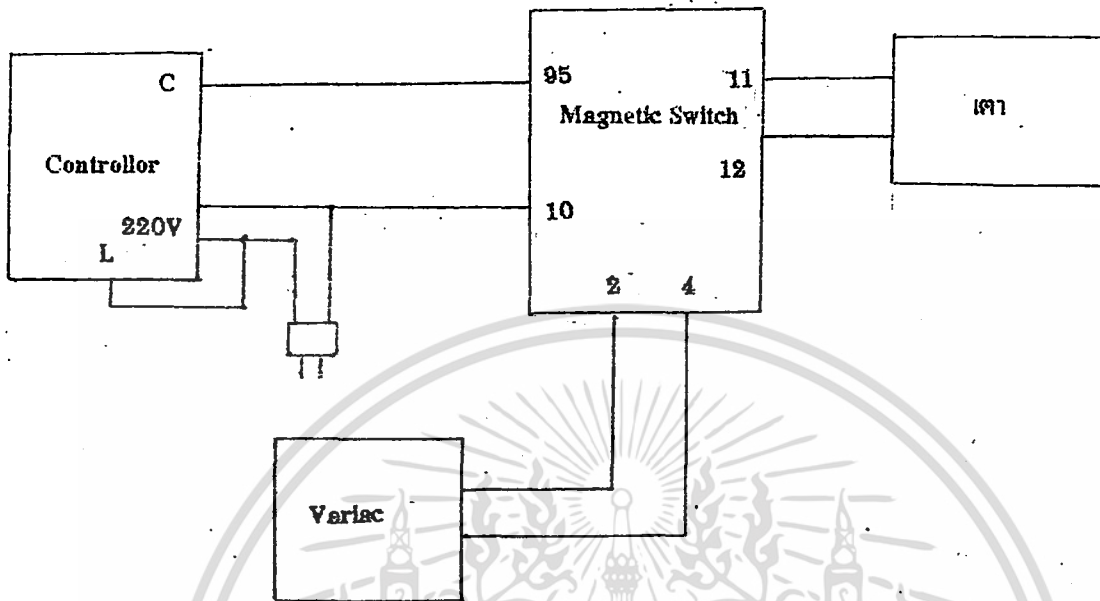 C
95
11
Magnetic Switch
เตา
Controllor
12
220V
10
L
2
4
Variac